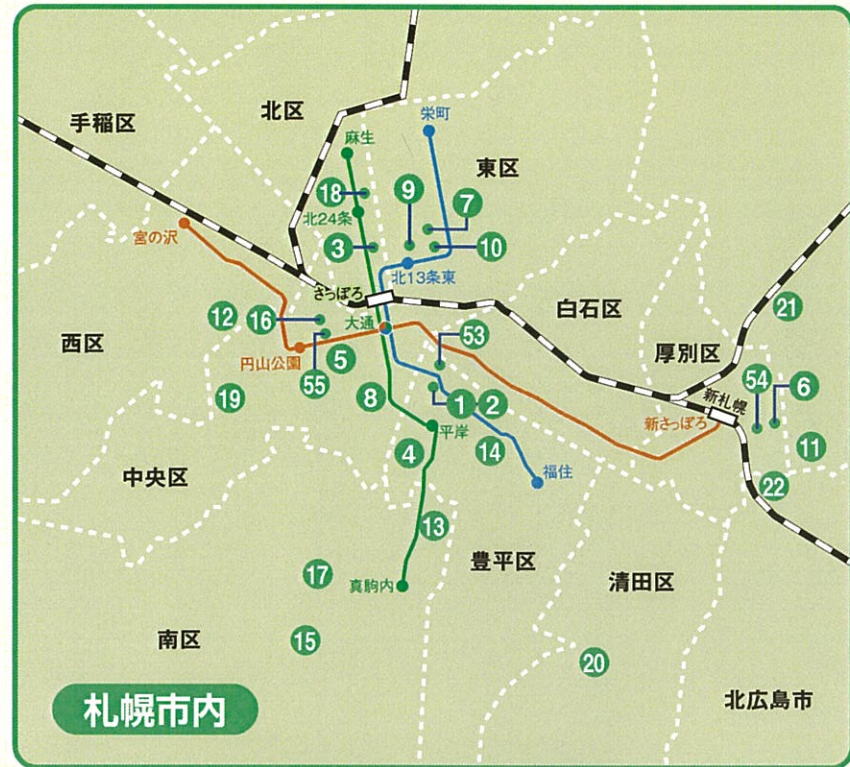 北区
手稲区
栄町
麻生
東区
18
9
7
北24条
宮の沢
3
10
北13条東
さっぽろ
白石区
21
12
16
大通
53
西区
厚別区
円山公園
5
55
54
6
新札幌
19
8
1
2
新さっぽろ
平岸
11
4
14
中央区
福住
22
13
豊平区
17
真駒内
清田区
南区
15
20
札幌市内
北広島市